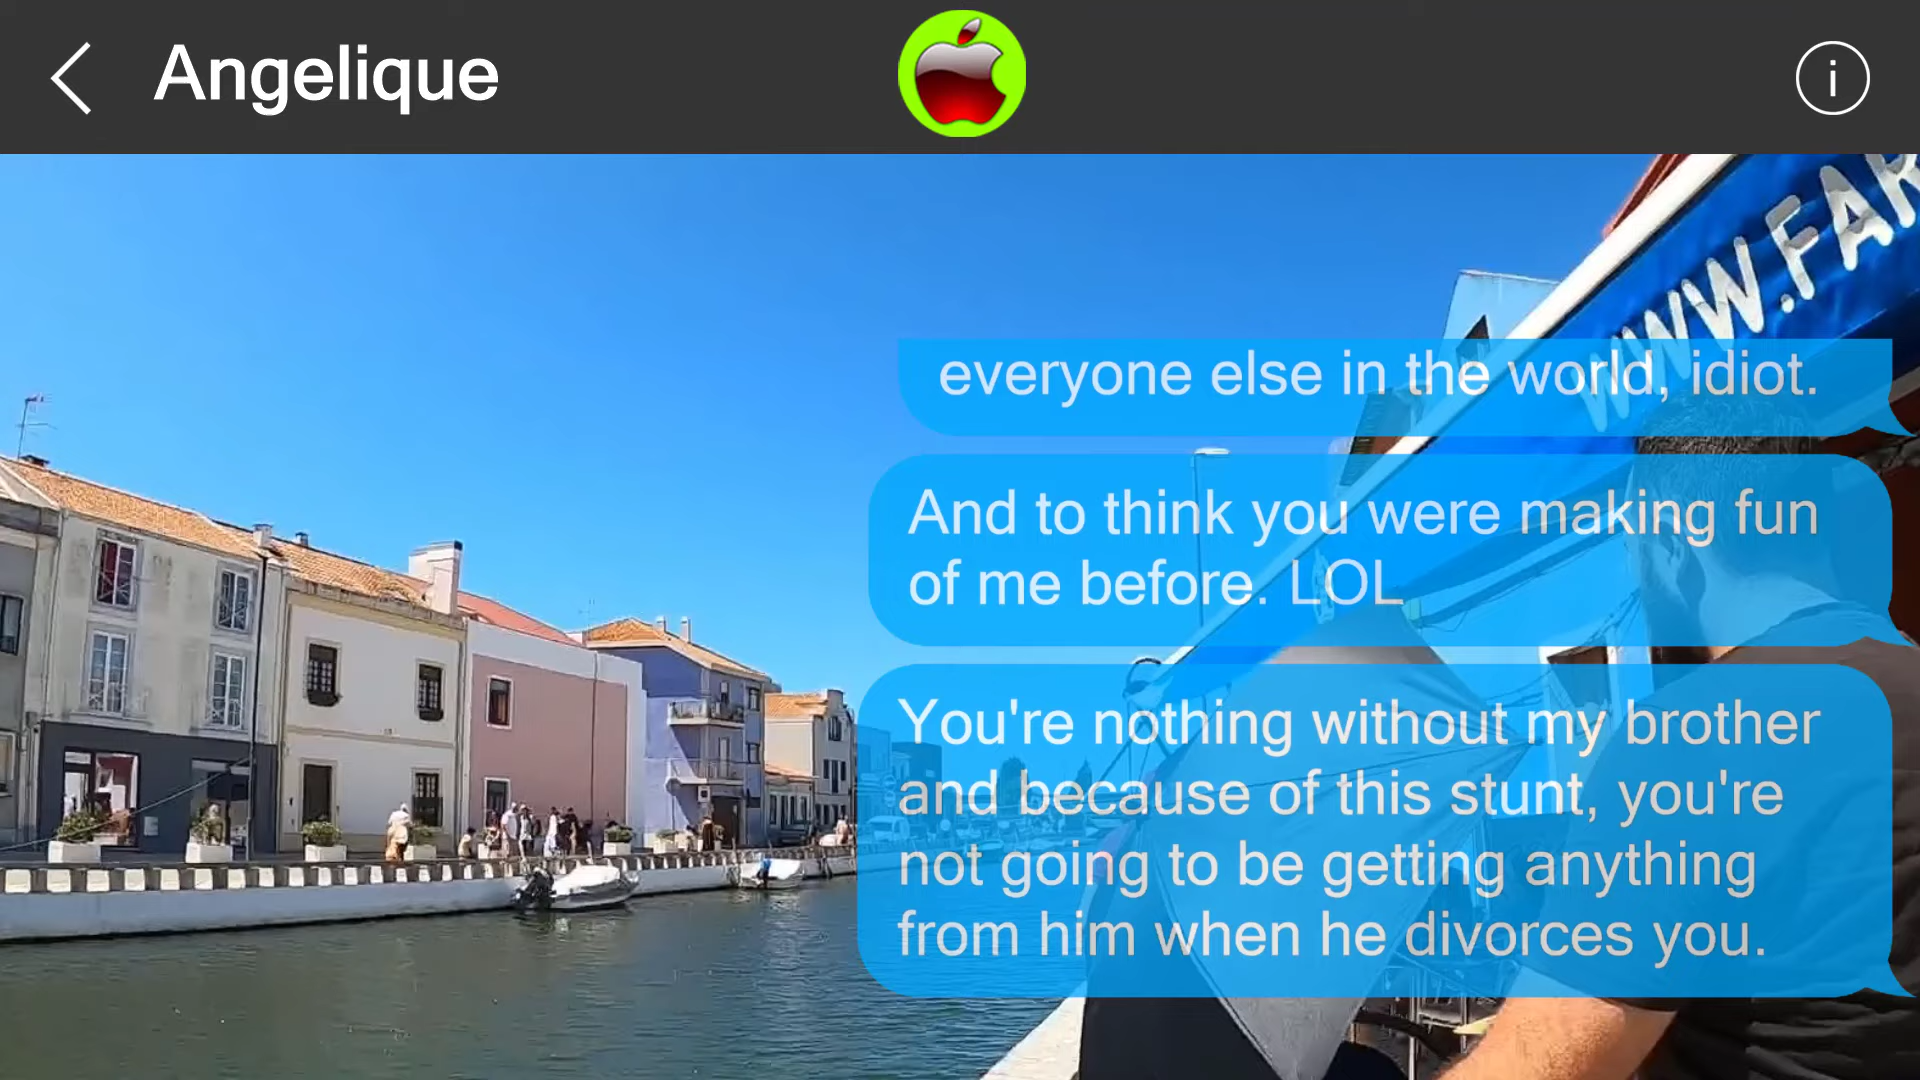 Angelique
WWW.FAR
everyone else in the world, idiot.
And to think you were making fun
of me before. LOL
You're nothing without my brother
and because of this stunt, you're
not going to be getting anything
from him when he divorces you.